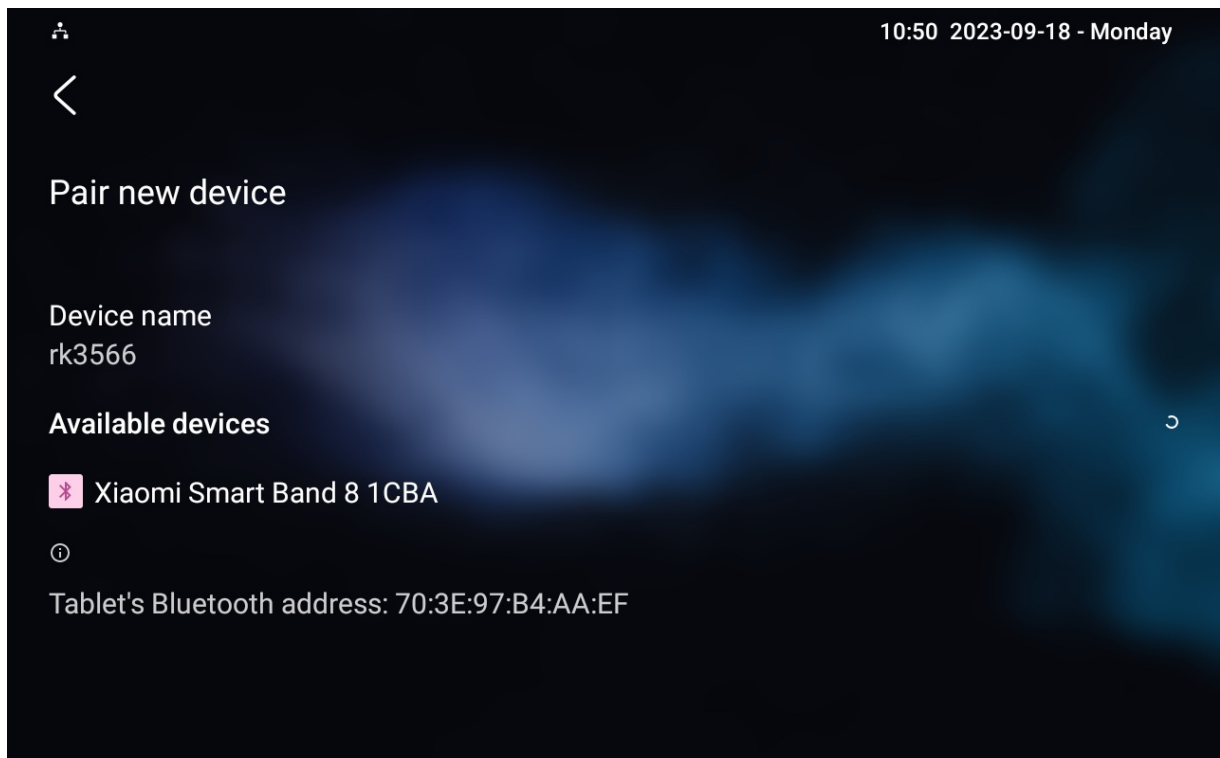 10:50 2023-09-18 - Monday
Pair new device
Device name
rk3566
Available devices
Xiaomi Smart Band 8 1CBA
Tablet's Bluetooth address: 70:3E:97:B4:AA:EF